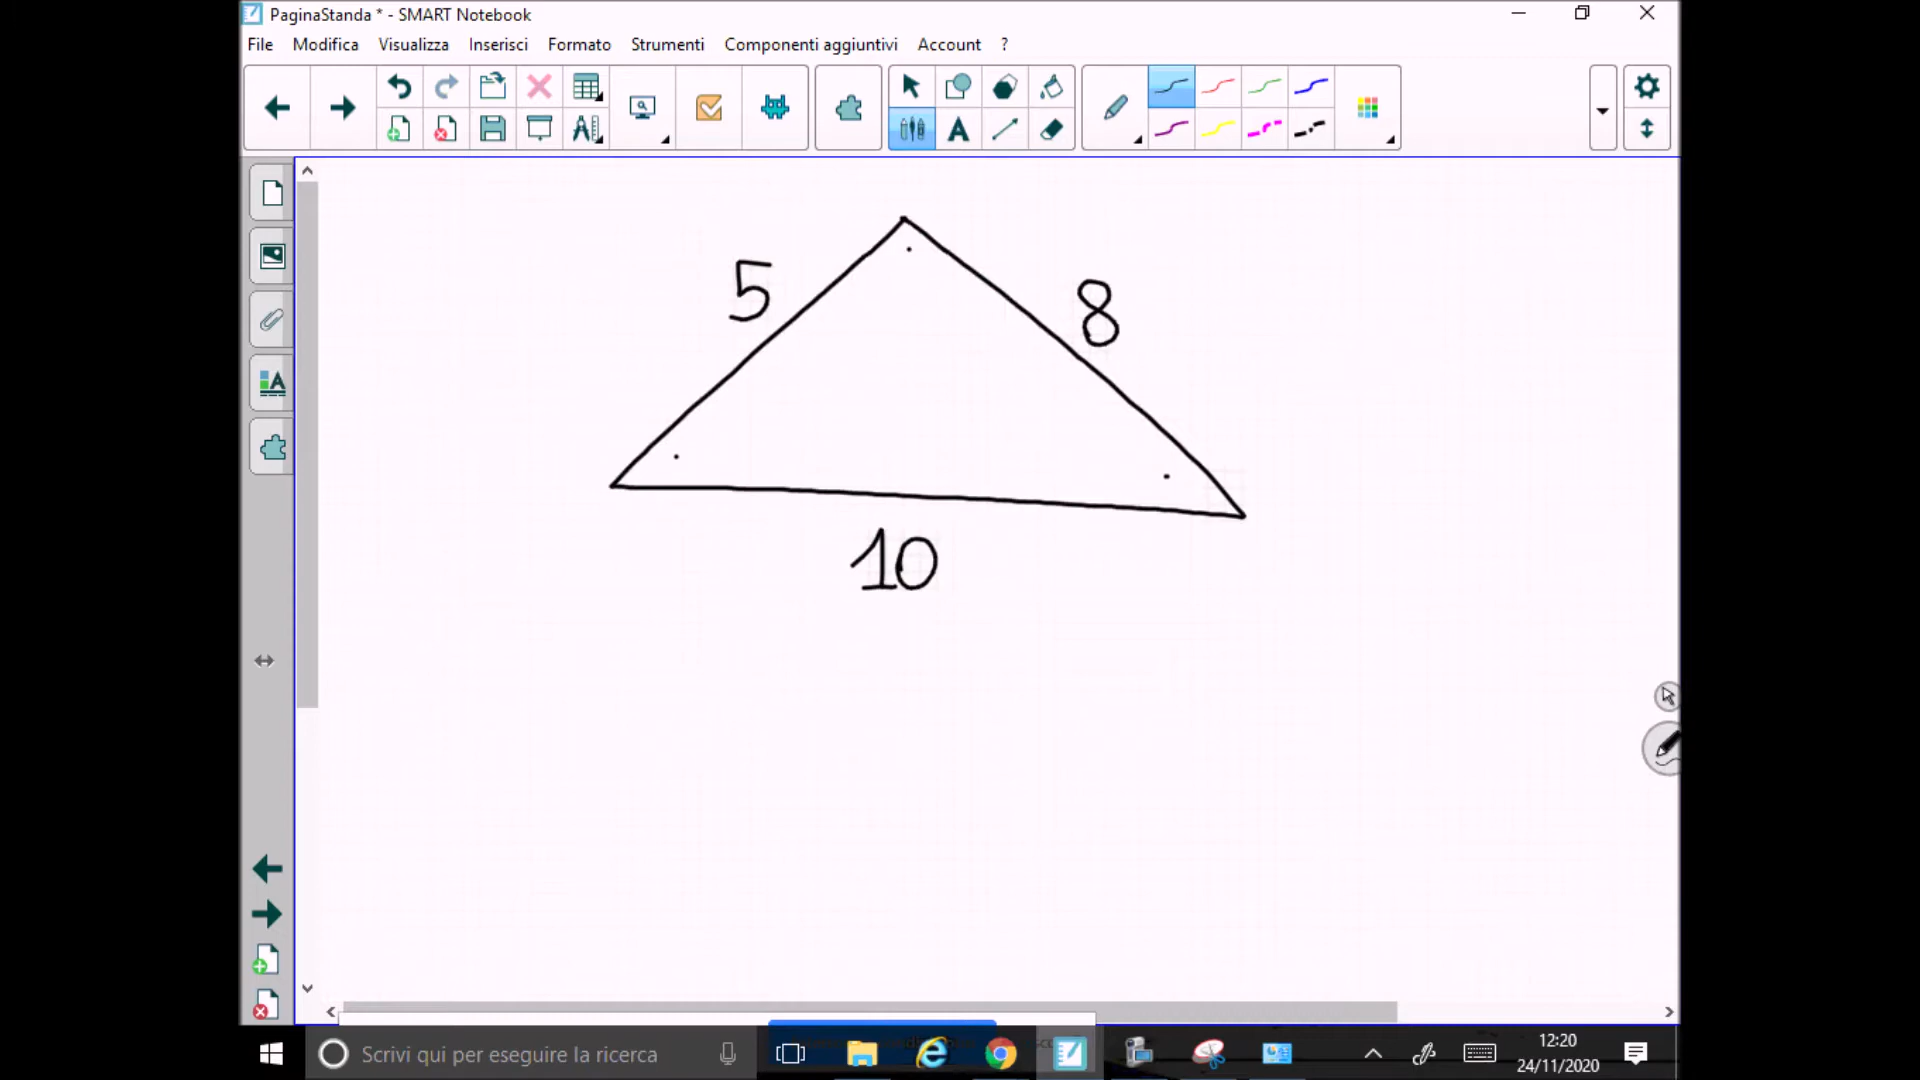 PaginaStanda * - SMART Notebook
File Modifica Visualizza Inserisci Formato Strumenti Componenti aggiuntivi Account ?
5
8
10
Scrivi qui per eseguire la ricerca
12:20
24/11/2020